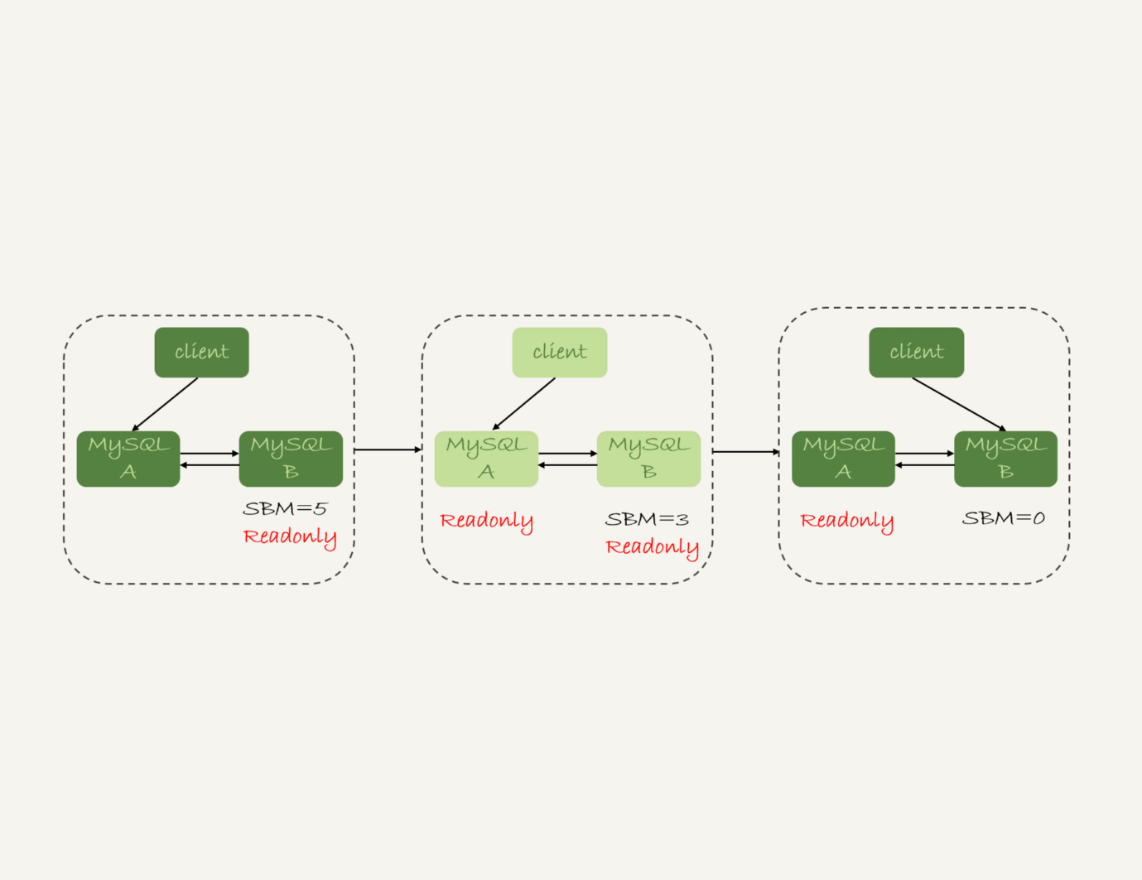 client
MySQL
A
MySQL
B
SBM=5
Readonly
client
MySQL
A
MySQL
B
Readonly
SBM=3
Readonly
client
MySQL
A
MySQL
B
Readonly
SBM=0